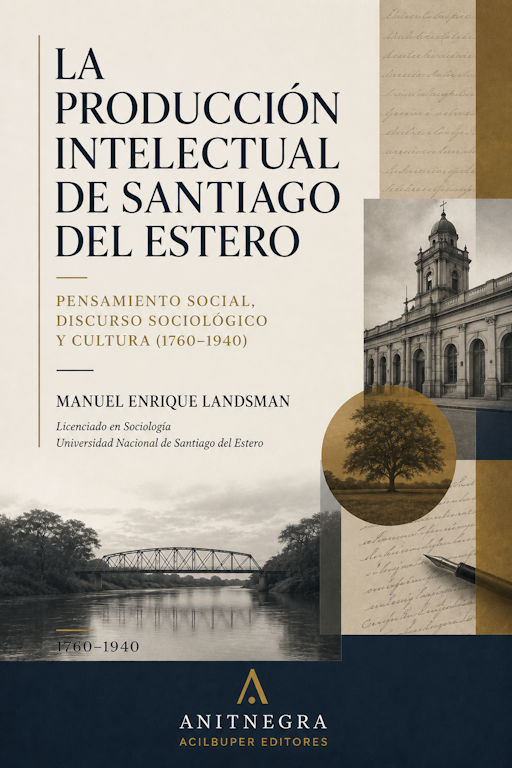 LA
PRODUCCIÓN
INTELECTUAL
DE SANTIAGO
DEL ESTERO
PENSAMIENTO SOCIAL,
DISCURSO SOCIOLÓGICO
Y CULTURA (1760–1940)
MANUEL ENRIQUE LANDSMAN
Licenciado en Sociología
Universidad Nacional de Santiago del Estero
1760–1940
ANITNEGRA
ACILBUPER EDITORES